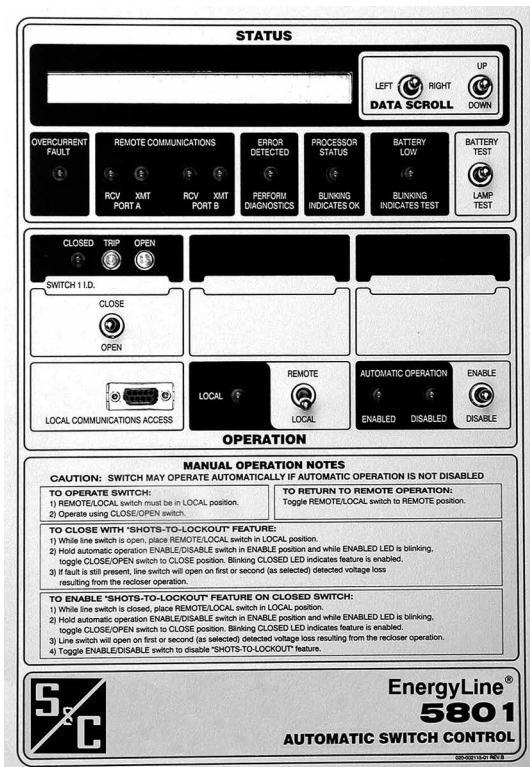 STATUS
UP
LEFT RIGHT
DATA SCROLL DOWN
OVERCURRENT FAULT
REMOTE COMMUNICATIONS
RCV XMT RCV XMT
PORT A PORT B
ERROR DETECTED
PERFORM DIAGNOSTICS
PROCESSOR STATUS
BLINKING INDICATES OK
BATTERY LOW
BLINKING INDICATES TEST
BATTERY TEST
LAMP TEST
CLOSED TRIP OPEN
SWITCH 1 I.D.
CLOSE
OPEN
LOCAL COMMUNICATIONS ACCESS
LOCAL
REMOTE
LOCAL
AUTOMATIC OPERATION
ENABLED DISABLED
ENABLE
DISABLE
OPERATION
MANUAL OPERATION NOTES
CAUTION: SWITCH MAY OPERATE AUTOMATICALLY IF AUTOMATIC OPERATION IS NOT DISABLED
TO OPERATE SWITCH:
1) REMOTE/LOCAL switch must be in LOCAL position.
2) Operate using CLOSE/OPEN switch.
TO RETURN TO REMOTE OPERATION:
Toggle REMOTE/LOCAL switch to REMOTE position.
TO CLOSE WITH "SHOTS-TO-LOCKOUT" FEATURE:
1) While line switch is open, place REMOTE/LOCAL switch in LOCAL position.
2) Hold automatic operation ENABLE/DISABLE switch in ENABLE position and while ENABLED LED is blinking,
toggle CLOSE/OPEN switch to CLOSE position. Blinking CLOSED LED indicates feature is enabled.
3) If fault is still present, line switch will open on first or second (as selected) detected voltage loss
resulting from the recloser operation.
TO ENABLE "SHOTS-TO-LOCKOUT" FEATURE ON CLOSED SWITCH:
1) While line switch is closed, place REMOTE/LOCAL switch in LOCAL position.
2) Hold automatic operation ENABLE/DISABLE switch in ENABLE position and while ENABLED LED is blinking,
toggle CLOSE/OPEN switch to CLOSE position. Blinking CLOSED LED indicates feature is enabled.
3) Line switch will open on first or second (as selected) detected voltage loss resulting from the recloser operation.
4) Toggle ENABLE/DISABLE switch to disable "SHOTS-TO-LOCKOUT" feature.
S&C
EnergyLine®
5801
AUTOMATIC SWITCH CONTROL
020-002115-01 REV.B